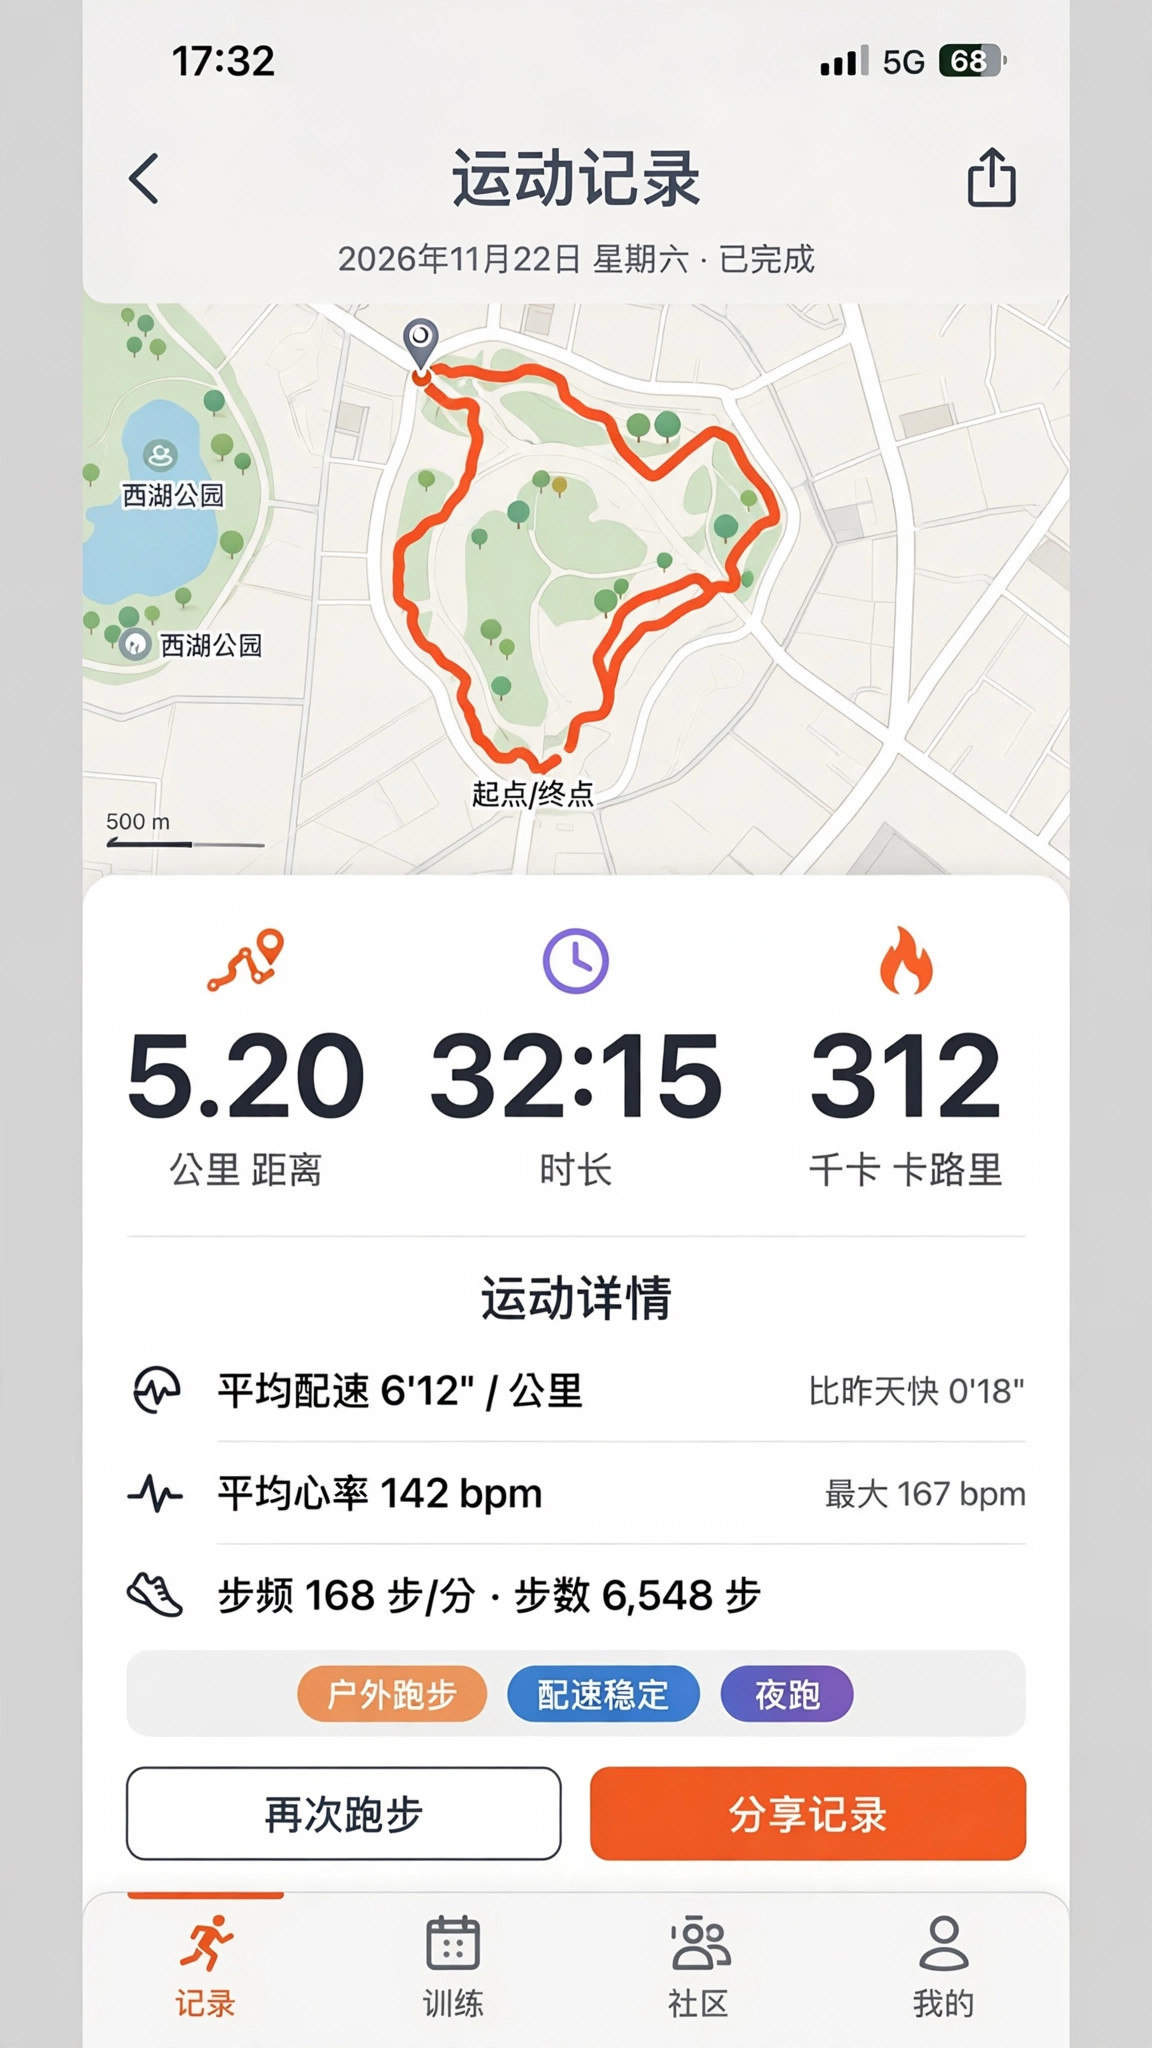 17:32
5G 68
运动记录
2026年11月22日 星期六 · 已完成
西湖公园
西湖公园
起点/终点
500 m
5.20 32:15 312
公里 距离 时长 千卡 卡路里
运动详情
平均配速 6'12" / 公里 比昨天快 0'18"
平均心率 142 bpm 最大 167 bpm
步频 168 步/分 · 步数 6,548 步
户外跑步 配速稳定 夜跑
再次跑步 分享记录
记录 训练 社区 我的